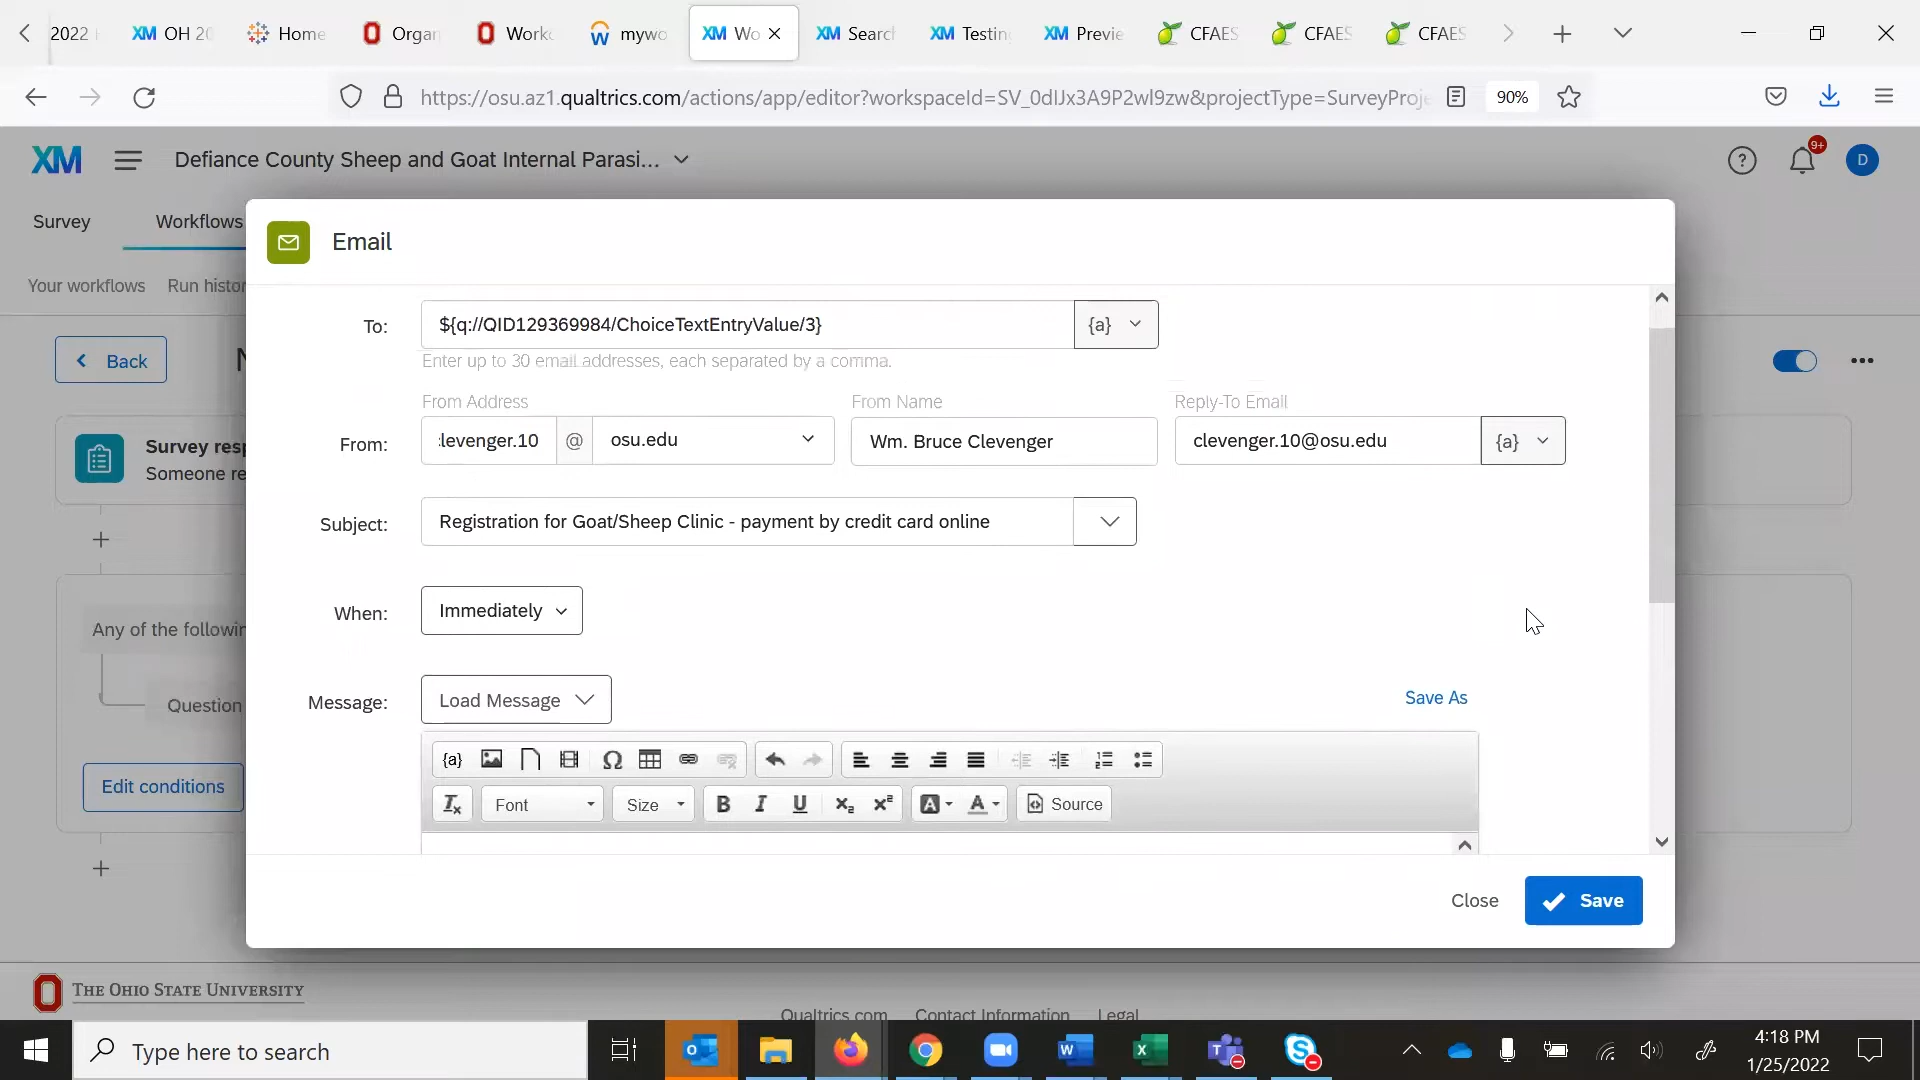 2022
XM OH 20
Home
Organ
Work
mywo
XM Wo
XM Search
XM Testing
XM Previe
CFAES
CFAES
CFAES
https://osu.az1.qualtrics.com/actions/app/editor?workspaceId=SV_0dIJx3A9P2wl9zw&projectType=SurveyProje
90%
XM
Defiance County Sheep and Goat Internal Parasi...
?
9+
D
Survey
Workflows
Your workflows
Run histor
Back
Survey resp
Someone re
Any of the followin
Question
Edit conditions
Email
To:
${q://QID129369984/ChoiceTextEntryValue/3}
{a}
Enter up to 30 email addresses, each separated by a comma.
From Address
From Name
Reply-To Email
From:
clevenger.10
@
osu.edu
Wm. Bruce Clevenger
clevenger.10@osu.edu
{a}
Subject:
Registration for Goat/Sheep Clinic - payment by credit card online
When:
Immediately
Message:
Load Message
Save As
{a}
Font
Size
B
I
U
Source
Close
Save
THE OHIO STATE UNIVERSITY
Qualtrics.com
Contact Information
Legal
Type here to search
4:18 PM
1/25/2022